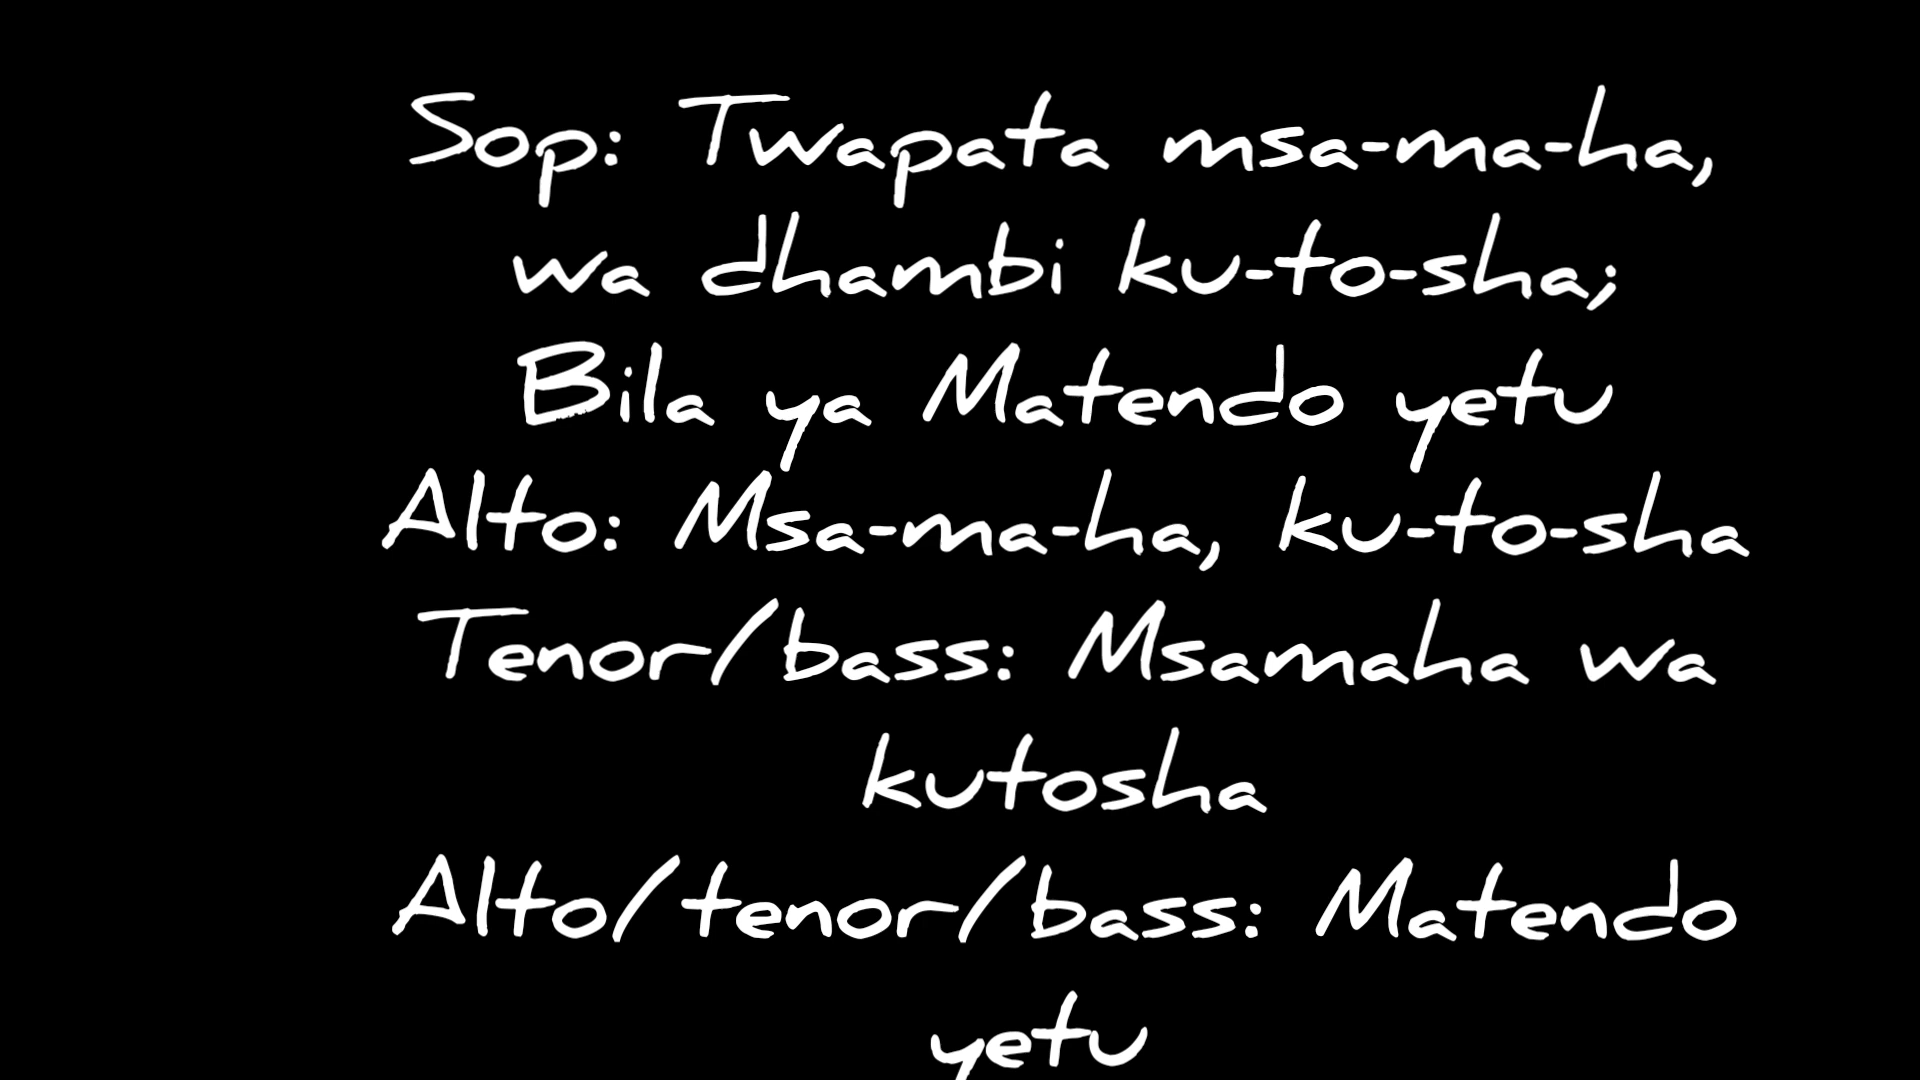 Sop: Twapata msa-ma-ha,
wa dhambi ku-to-sha;
Bila ya Matendo yetu
Alto: Msa-ma-ha, ku-to-sha
Tenor/bass: Msamaha wa
kutosha
Alto/tenor/bass: Matendo
yetu